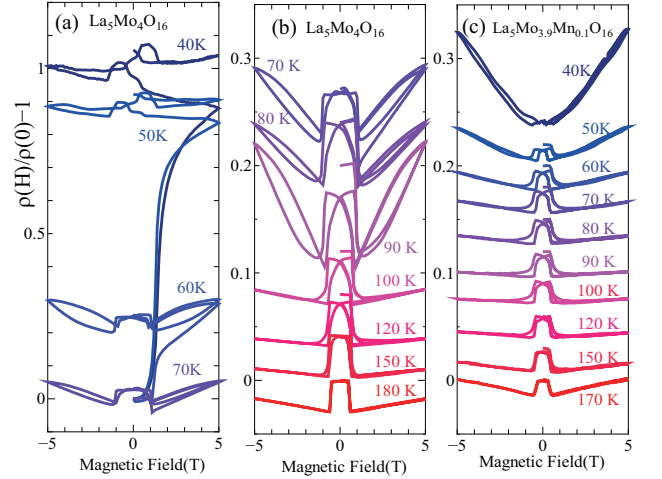 (a) La₅Mo₄O₁₆
40K
50K
60K
70K
1
0.5
0
ρ(H)/ρ(0)−1
−5 0 5
Magnetic Field(T)
(b) La₅Mo₄O₁₆
0.3
0.2
0.1
0
70 K
80 K
90 K
100 K
120 K
150 K
180 K
−5 0 5
Magnetic Field(T)
(c) La₅Mo₃.₉Mn₀.₁O₁₆
0.3
0.2
0.1
0
40K
50K
60K
70 K
80 K
90 K
100 K
120 K
150 K
170 K
−5 0 5
Magnetic Field(T)